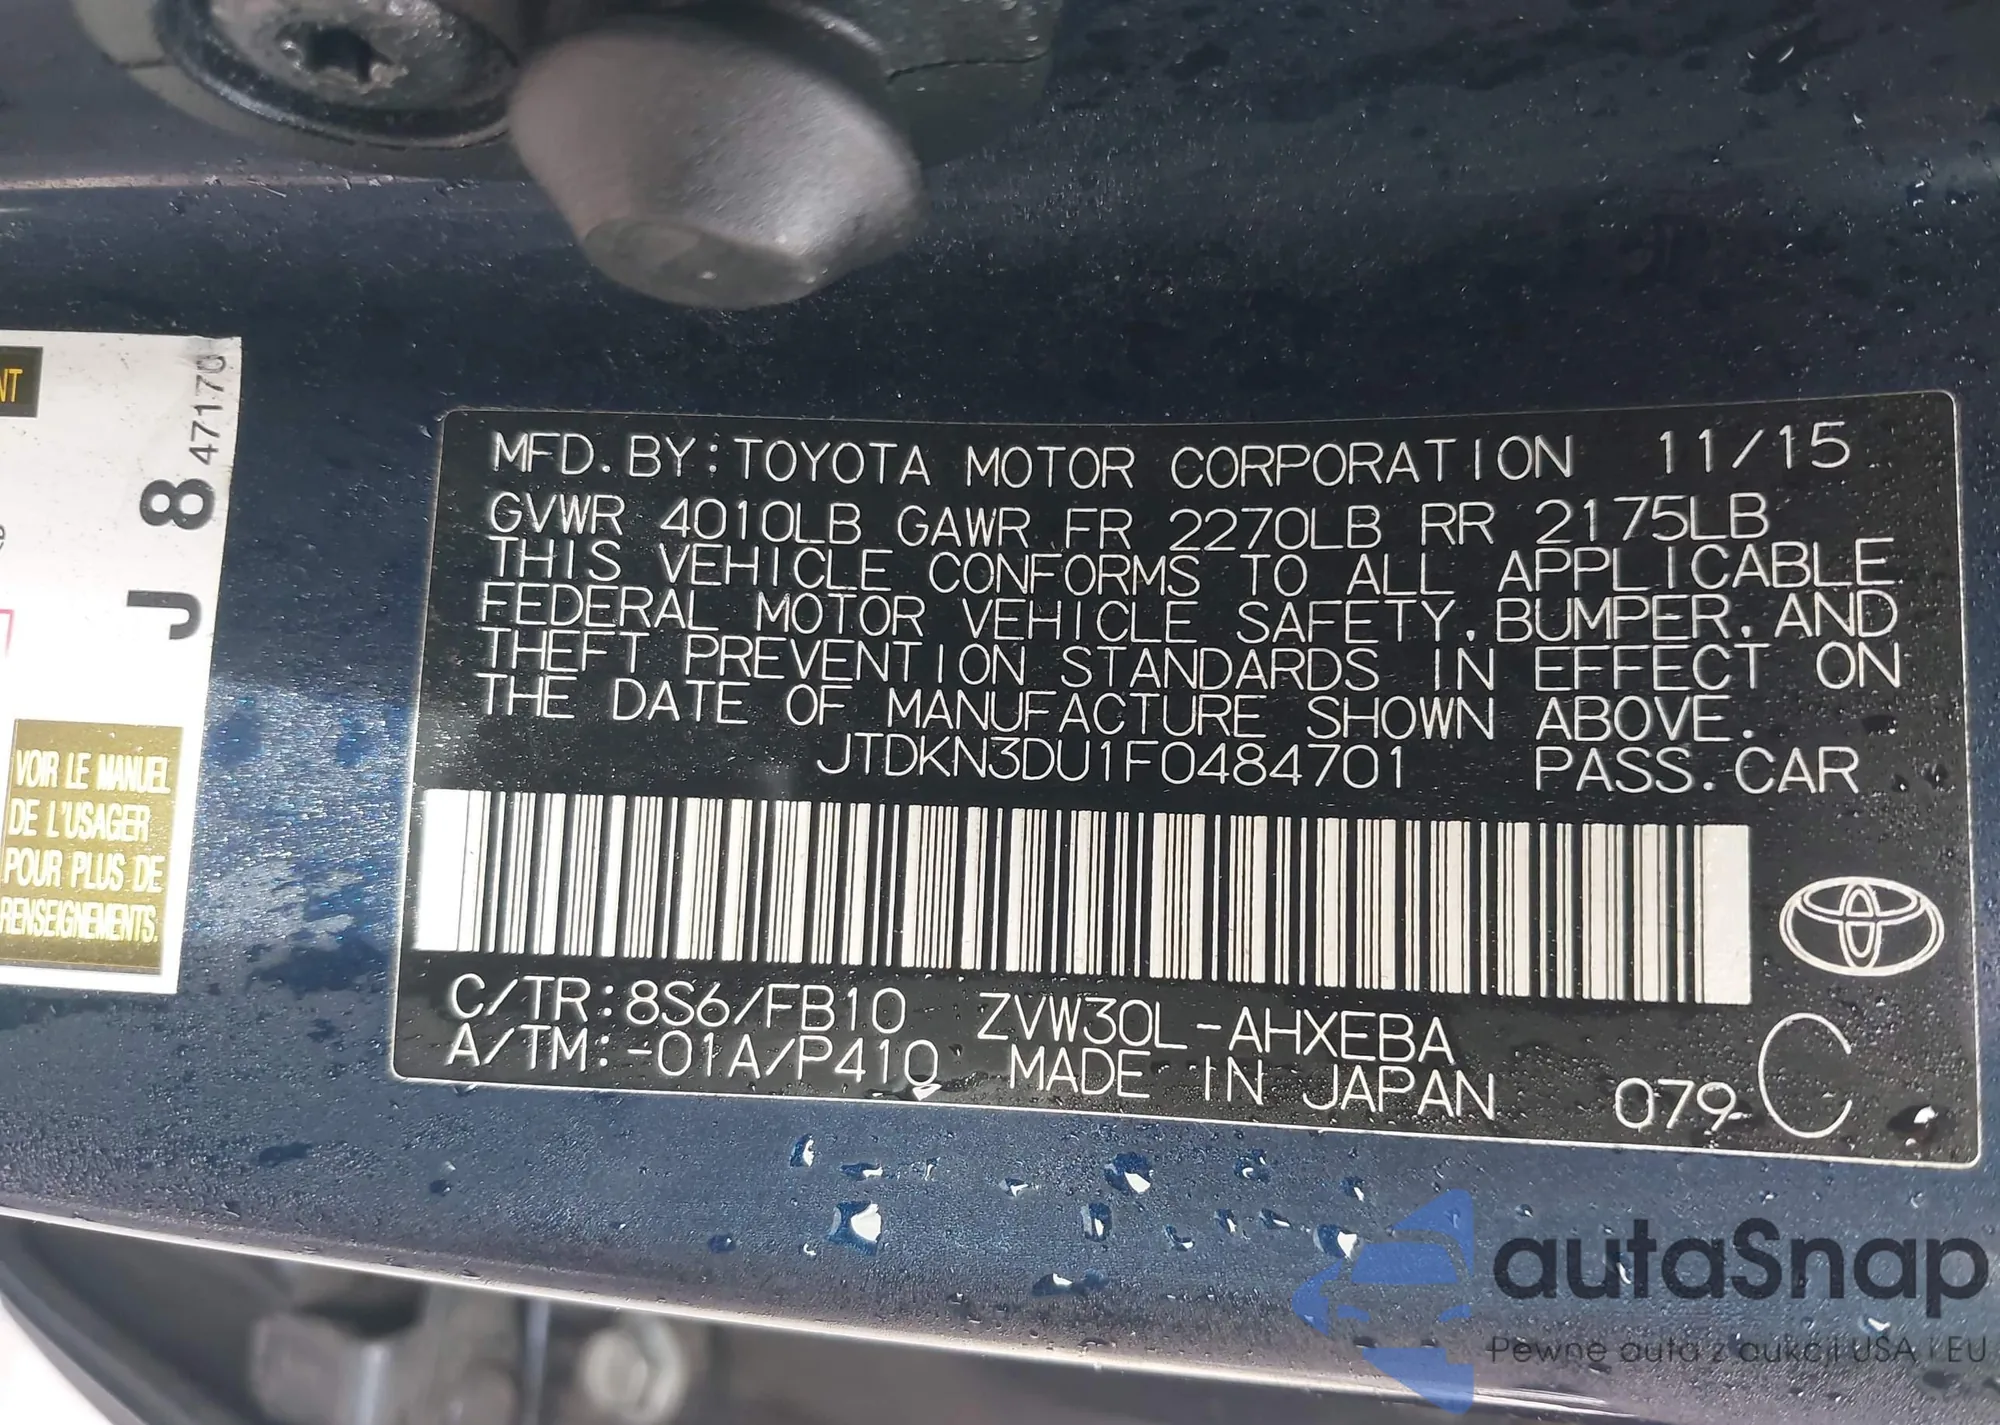 NT
J 8 47170
VOIR LE MANUEL
DE L'USAGER
POUR PLUS DE
RENSEIGNEMENTS.
MFD. BY: TOYOTA MOTOR CORPORATION 11/15
GVWR 4010LB GAWR FR 2270LB RR 2175LB
THIS VEHICLE CONFORMS TO ALL APPLICABLE
FEDERAL MOTOR VEHICLE SAFETY, BUMPER, AND
THEFT PREVENTION STANDARDS IN EFFECT ON
THE DATE OF MANUFACTURE SHOWN ABOVE.
JTDKN3DU1F0484701 PASS.CAR
C/TR:8S6/FB10 ZVW30L-AHXEBA
A/TM:-01A/P410 MADE IN JAPAN 079 C
autoSnap
Pewne auta z aukcji USA i EU